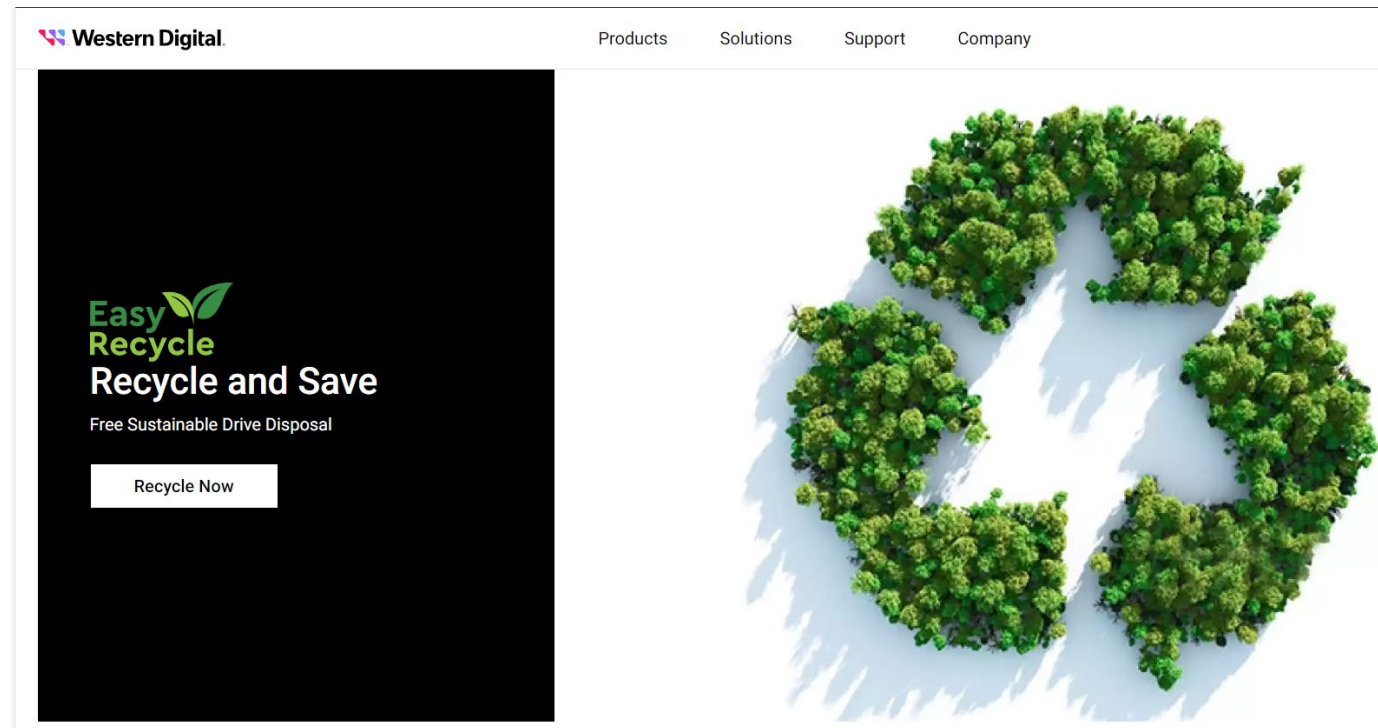 Western Digital.
Products Solutions Support Company
Easy
Recycle
Recycle and Save
Free Sustainable Drive Disposal
Recycle Now